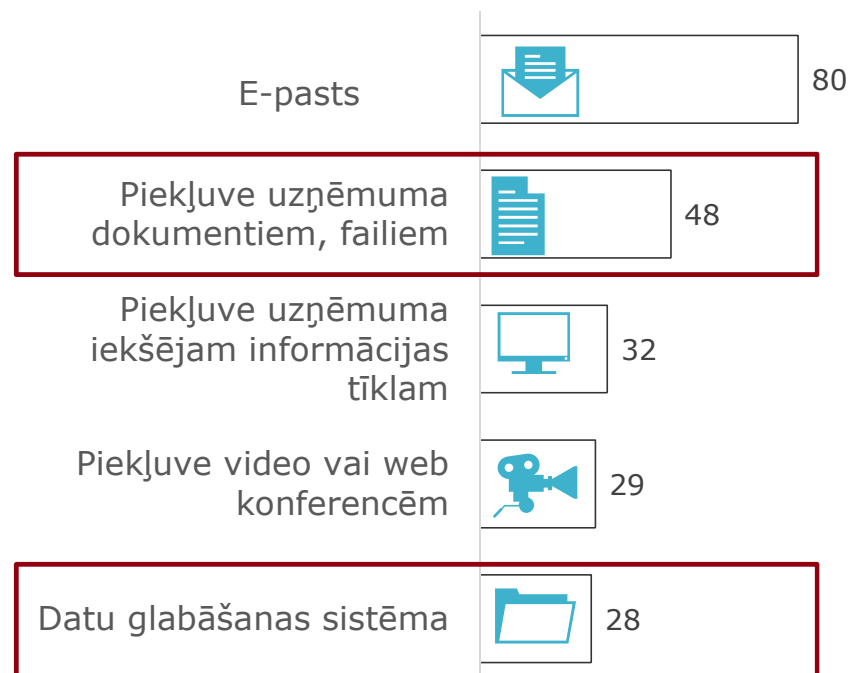 E-pasts
80
Piekļuve uzņēmuma
dokumentiem, failiem
48
Piekļuve uzņēmuma
iekšējam informācijas
tīklam
32
Piekļuve video vai web
konferencēm
29
Datu glabāšanas sistēma
28